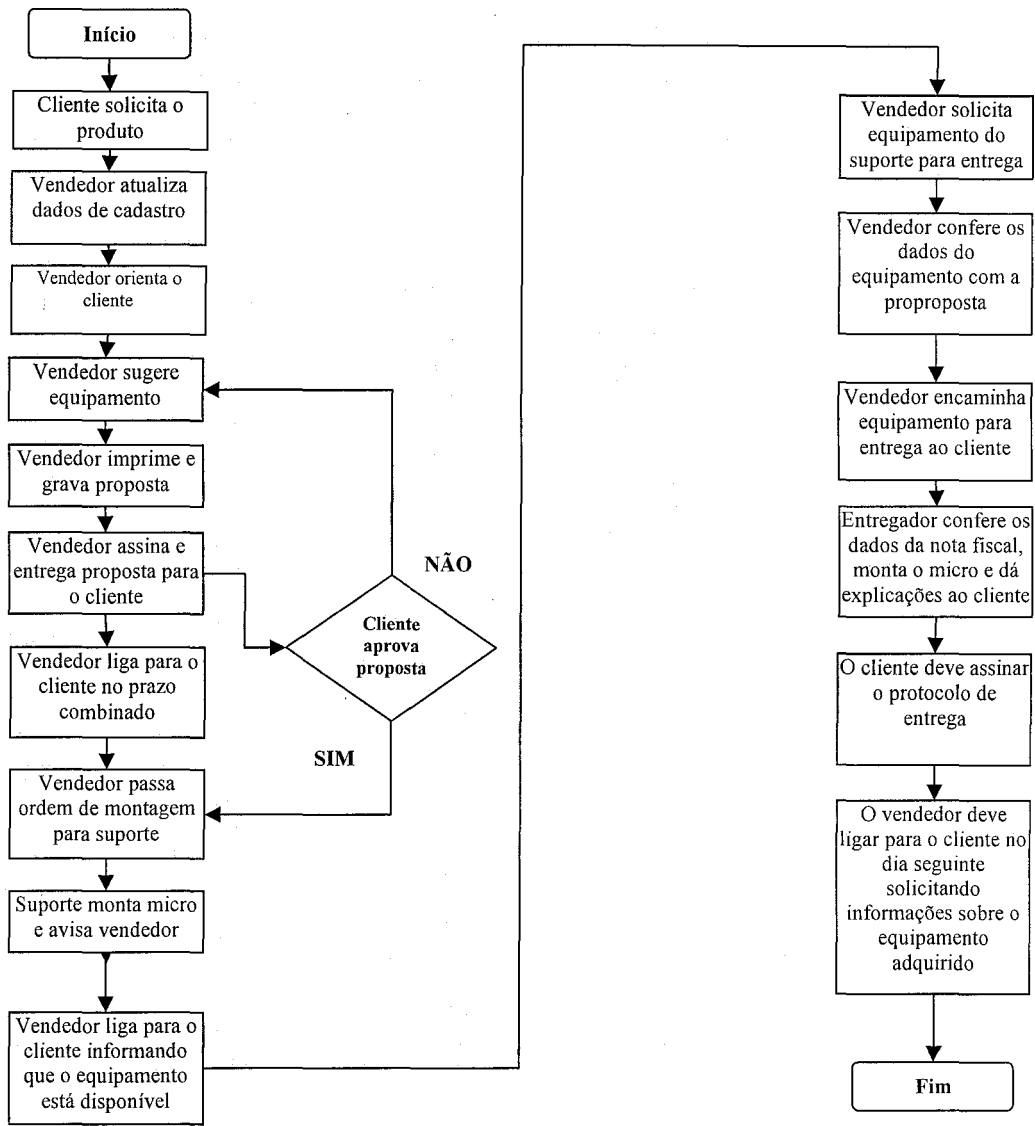 Início
Cliente solicita o
produto
Vendedor atualiza
dados de cadastro
Vendedor orienta o
cliente
Vendedor sugere
equipamento
Vendedor imprime e
grava proposta
Vendedor assina e
entrega proposta para
o cliente
NÃO
Cliente
aprova
proposta
SIM
Vendedor liga para o
cliente no prazo
combinado
Vendedor passa
ordem de montagem
para suporte
Suporte monta micro
e avisa vendedor
Vendedor liga para o
cliente informando
que o equipamento
está disponível
Vendedor solicita
equipamento do
suporte para entrega
Vendedor confere os
dados do
equipamento com a
proproposta
Vendedor encaminha
equipamento para
entrega ao cliente
Entregador confere os
dados da nota fiscal,
monta o micro e dá
explicações ao cliente
O cliente deve assinar
o protocolo de
entrega
O vendedor deve
ligar para o cliente no
dia seguinte
solicitando
informações sobre o
equipamento
adquirido
Fim